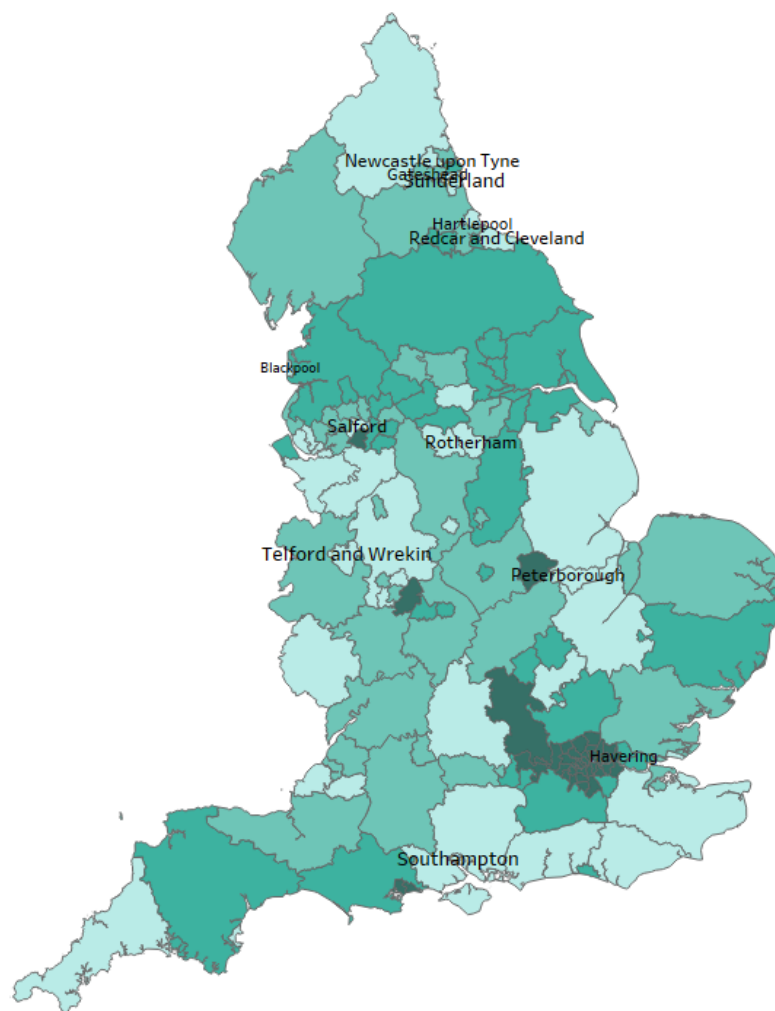 Newcastle upon Tyne
Gateshead
Sunderland
Hartlepool
Redcar and Cleveland
Blackpool
Salford
Rotherham
Telford and Wrekin
Peterborough
Havering
Southampton